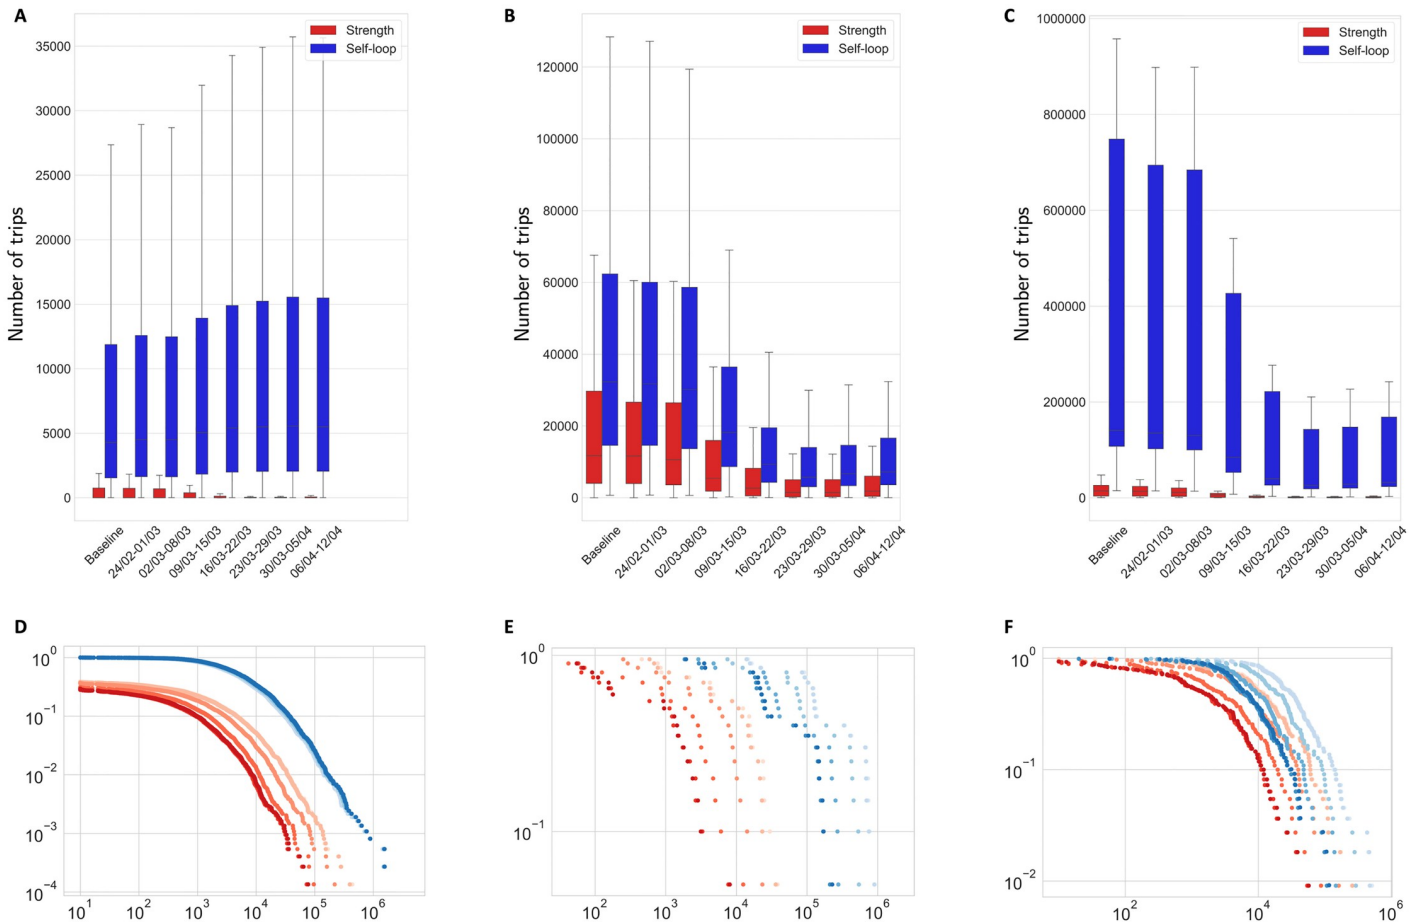 A
Strength
Self-loop
Number of trips
35000
30000
25000
20000
15000
10000
5000
0
Baseline
24/02-01/03
02/03-08/03
09/03-15/03
16/03-22/03
23/03-29/03
30/03-05/04
06/04-12/04
B
Strength
Self-loop
Number of trips
120000
100000
80000
60000
40000
20000
0
Baseline
24/02-01/03
02/03-08/03
09/03-15/03
16/03-22/03
23/03-29/03
30/03-05/04
06/04-12/04
C
Strength
Self-loop
Number of trips
1000000
800000
600000
400000
200000
0
Baseline
24/02-01/03
02/03-08/03
09/03-15/03
16/03-22/03
23/03-29/03
30/03-05/04
06/04-12/04
D
10⁰
10⁻¹
10⁻²
10⁻³
10⁻⁴
10¹ 10² 10³ 10⁴ 10⁵ 10⁶
E
10⁰
10⁻¹
10² 10³ 10⁴ 10⁵ 10⁶
F
10⁰
10⁻¹
10⁻²
10² 10⁴ 10⁶